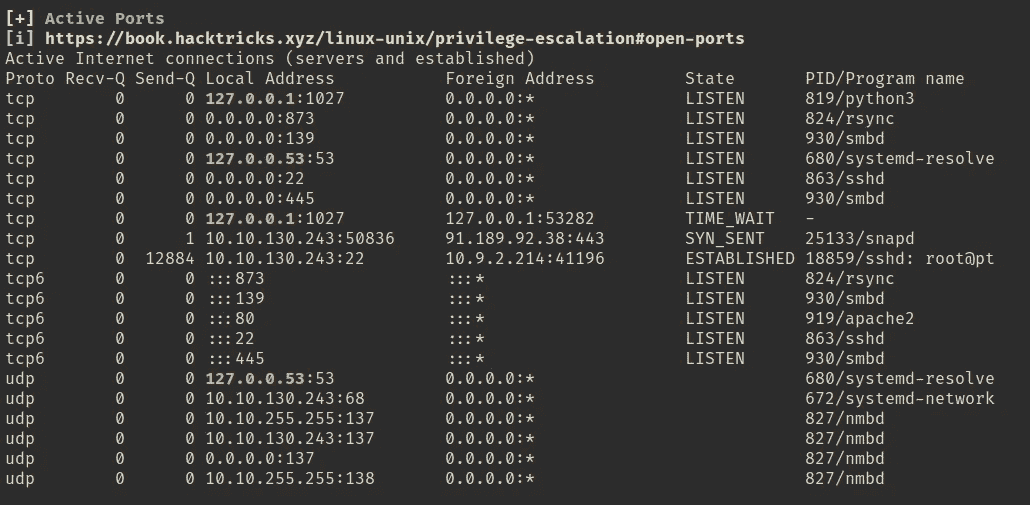 [+] Active Ports
[i] https://book.hacktricks.xyz/linux-unix/privilege-escalation#open-ports
Active Internet connections (servers and established)
Proto Recv-Q Send-Q Local Address           Foreign Address         State       PID/Program name
tcp        0      0 127.0.0.1:1027          0.0.0.0:*               LISTEN      819/python3
tcp        0      0 0.0.0.0:873             0.0.0.0:*               LISTEN      824/rsync
tcp        0      0 0.0.0.0:139             0.0.0.0:*               LISTEN      930/smbd
tcp        0      0 127.0.0.53:53           0.0.0.0:*               LISTEN      680/systemd-resolve
tcp        0      0 0.0.0.0:22              0.0.0.0:*               LISTEN      863/sshd
tcp        0      0 0.0.0.0:445             0.0.0.0:*               LISTEN      930/smbd
tcp        0      0 127.0.0.1:1027          127.0.0.1:53282         TIME_WAIT   -
tcp        0      1 10.10.130.243:50836     91.189.92.38:443        SYN_SENT    25133/snapd
tcp        0  12884 10.10.130.243:22        10.9.2.214:41196        ESTABLISHED 18859/sshd: root@pt
tcp6       0      0 :::873                  :::*                    LISTEN      824/rsync
tcp6       0      0 :::139                  :::*                    LISTEN      930/smbd
tcp6       0      0 :::80                   :::*                    LISTEN      919/apache2
tcp6       0      0 :::22                   :::*                    LISTEN      863/sshd
tcp6       0      0 :::445                  :::*                    LISTEN      930/smbd
udp        0      0 127.0.0.53:53           0.0.0.0:*                           680/systemd-resolve
udp        0      0 10.10.130.243:68        0.0.0.0:*                           672/systemd-network
udp        0      0 10.10.255.255:137       0.0.0.0:*                           827/nmbd
udp        0      0 10.10.130.243:137       0.0.0.0:*                           827/nmbd
udp        0      0 0.0.0.0:137             0.0.0.0:*                           827/nmbd
udp        0      0 10.10.255.255:138       0.0.0.0:*                           827/nmbd